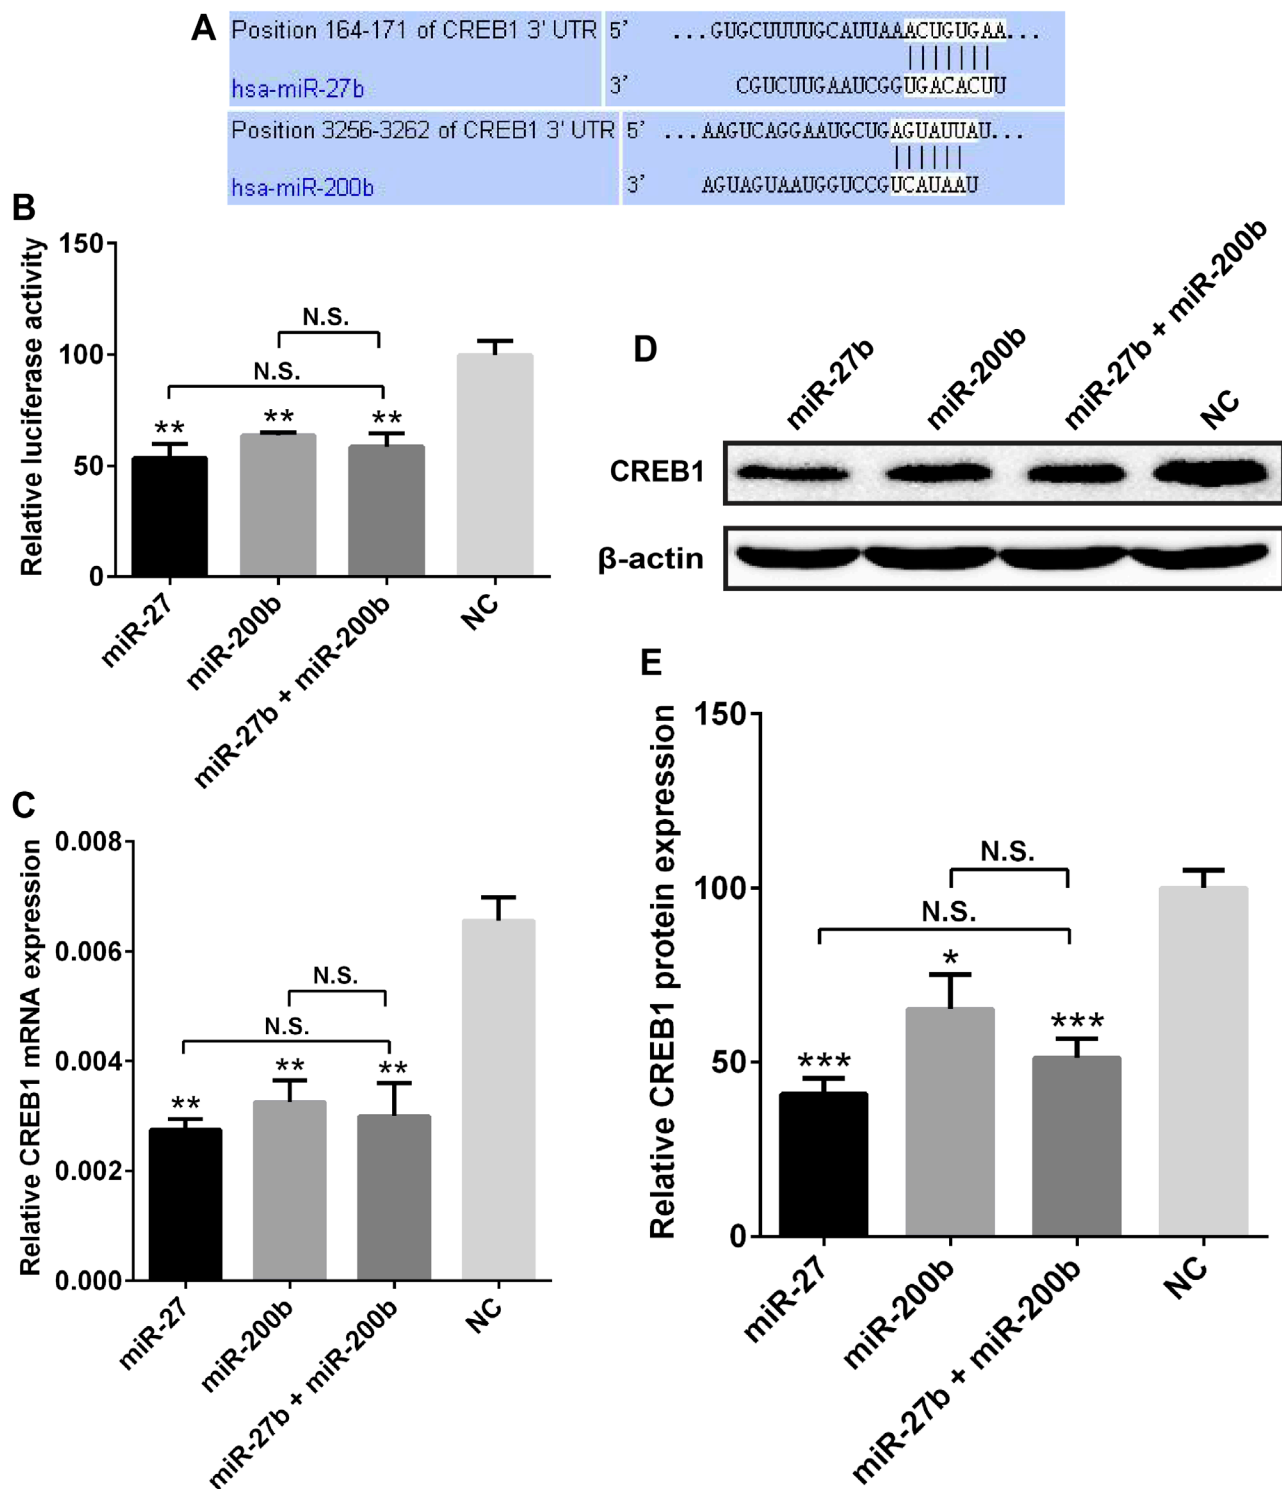 A
Position 164-171 of CREB1 3' UTR 5' ...GUGCUUUUGCAUUAAACUGUGAA...
hsa-miR-27b 3' CGUCUUGAAUCGGUGACACUU
Position 3256-3262 of CREB1 3' UTR 5' ...AAGUCAGGAAUGCUGAGUAUUAU...
hsa-miR-200b 3' AGUAGUAAUGGUCCGUCAUAAU
B
Relative luciferase activity
150
100
50
0
N.S.
N.S.
** ** **
miR-27
miR-200b
miR-27b + miR-200b
NC
C
Relative CREB1 mRNA expression
0.008
0.006
0.004
0.002
0.000
N.S.
N.S.
** ** **
miR-27
miR-200b
miR-27b + miR-200b
NC
D
miR-27b
miR-200b
miR-27b + miR-200b
NC
CREB1
β-actin
E
Relative CREB1 protein expression
150
100
50
0
N.S.
N.S.
*** * ***
miR-27
miR-200b
miR-27b + miR-200b
NC